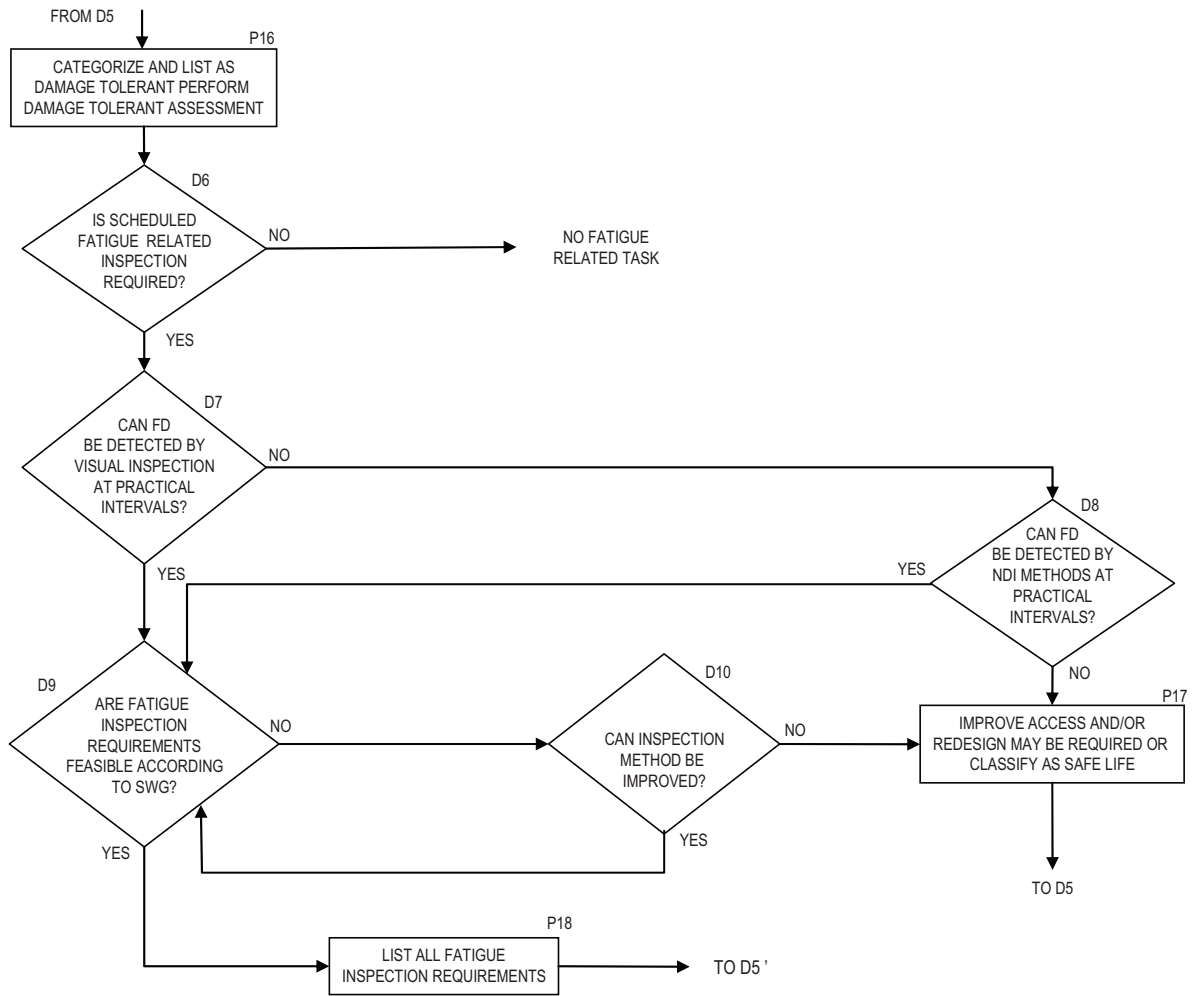 FROM D5
P16
CATEGORIZE AND LIST AS
DAMAGE TOLERANT PERFORM
DAMAGE TOLERANT ASSESSMENT
D6
IS SCHEDULED
FATIGUE RELATED
INSPECTION
REQUIRED?
NO
NO FATIGUE
RELATED TASK
YES
D7
CAN FD
BE DETECTED BY
VISUAL INSPECTION
AT PRACTICAL
INTERVALS?
NO
YES
D8
CAN FD
BE DETECTED BY
NDI METHODS AT
PRACTICAL
INTERVALS?
YES
NO
D9
ARE FATIGUE
INSPECTION
REQUIREMENTS
FEASIBLE ACCORDING
TO SWG?
NO
YES
D10
CAN INSPECTION
METHOD BE
IMPROVED?
NO
YES
P17
IMPROVE ACCESS AND/OR
REDESIGN MAY BE REQUIRED OR
CLASSIFY AS SAFE LIFE
TO D5
P18
LIST ALL FATIGUE
INSPECTION REQUIREMENTS
TO D5 '